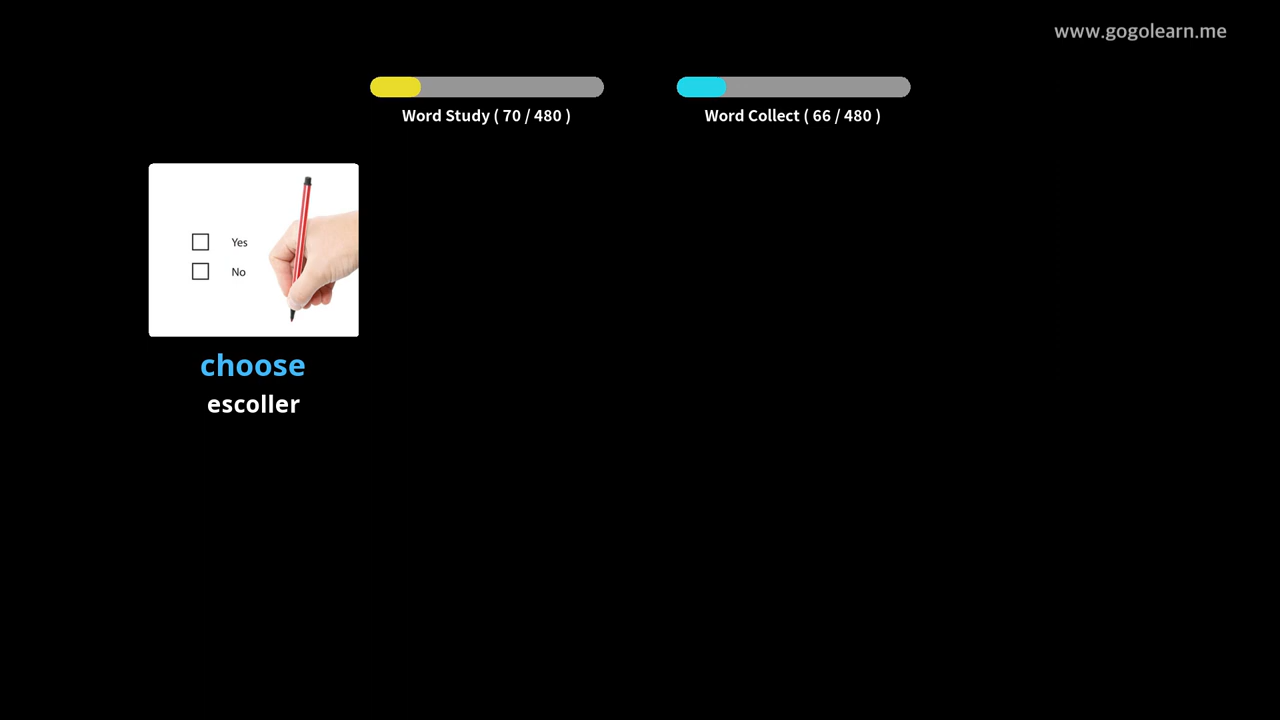 www.gogolearn.me
Word Study ( 70 / 480 )
Word Collect ( 66 / 480 )
Yes
No
choose
escoller